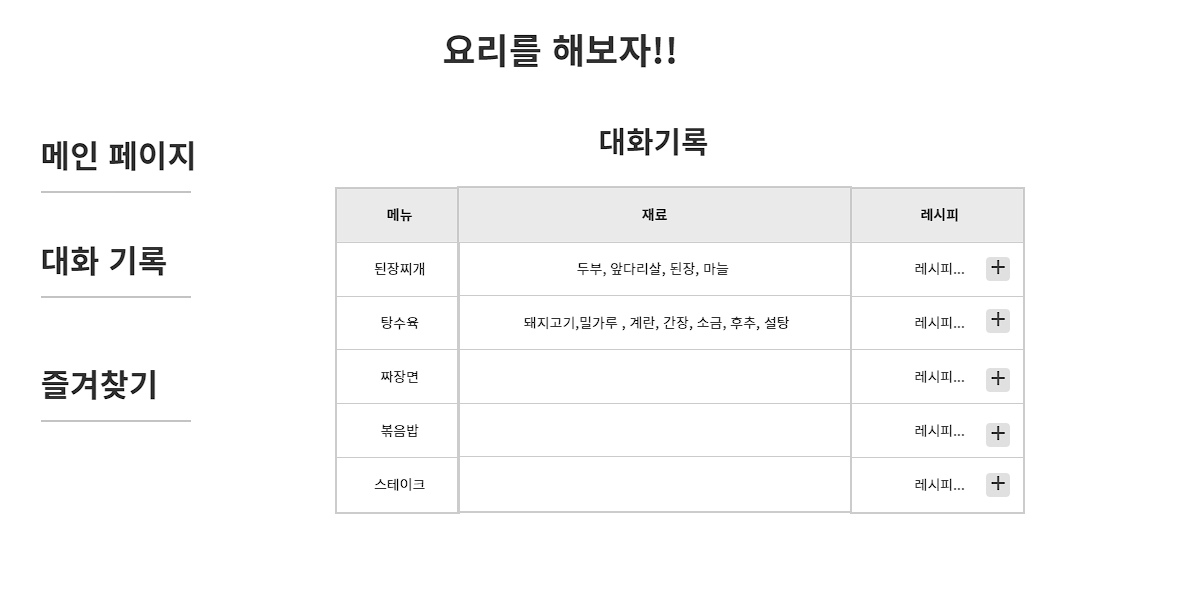 요리를 해보자!!
메인 페이지
대화 기록
즐겨찾기
대화기록
메뉴 재료 레시피
된장찌개 두부, 앞다리살, 된장, 마늘 레시피... +
탕수육 돼지고기,밀가루 , 계란, 간장, 소금, 후추, 설탕 레시피... +
짜장면 레시피... +
볶음밥 레시피... +
스테이크 레시피... +